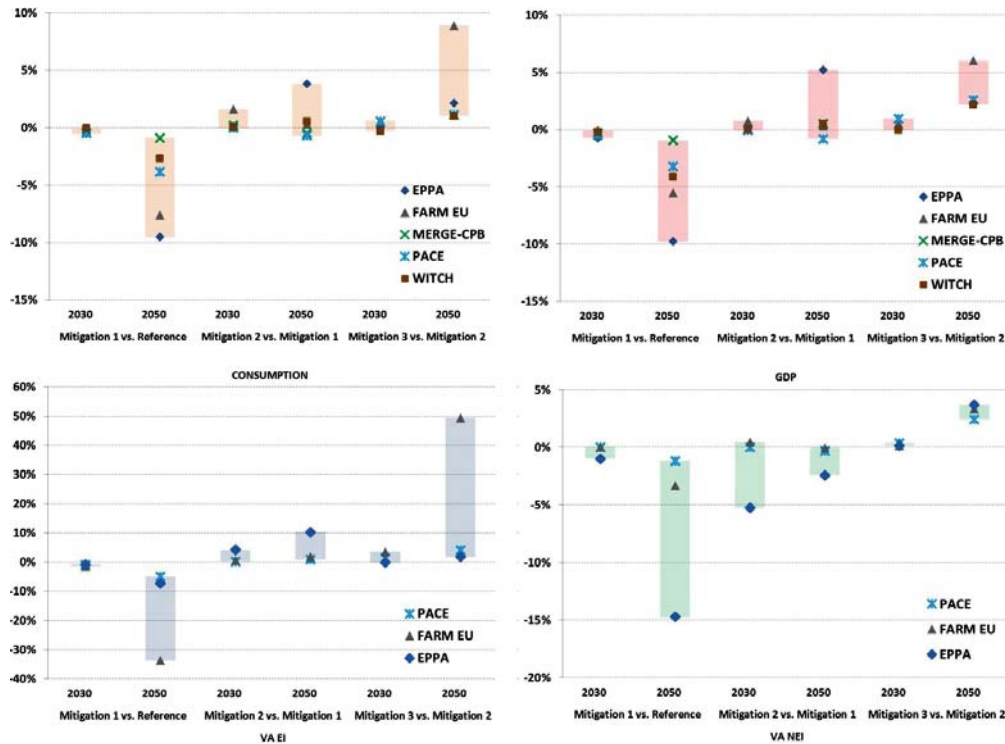 10%
5%
0%
-5%
-10%
-15%
EPPA
FARM EU
MERGE-CPB
PACE
WITCH
2030 2050 2030 2050 2030 2050
Mitigation 1 vs. Reference Mitigation 2 vs. Mitigation 1 Mitigation 3 vs. Mitigation 2
CONSUMPTION
10%
5%
0%
-5%
-10%
-15%
EPPA
FARM EU
MERGE-CPB
PACE
WITCH
2030 2050 2030 2050 2030 2050
Mitigation 1 vs. Reference Mitigation 2 vs. Mitigation 1 Mitigation 3 vs. Mitigation 2
GDP
60%
50%
40%
30%
20%
10%
0%
-10%
-20%
-30%
-40%
PACE
FARM EU
EPPA
2030 2050 2030 2050 2030 2050
Mitigation 1 vs. Reference Mitigation 2 vs. Mitigation 1 Mitigation 3 vs. Mitigation 2
VA EI
5%
0%
-5%
-10%
-15%
-20%
PACE
FARM EU
EPPA
2030 2050 2030 2050 2030 2050
Mitigation 1 vs. Reference Mitigation 2 vs. Mitigation 1 Mitigation 3 vs. Mitigation 2
VA NEI